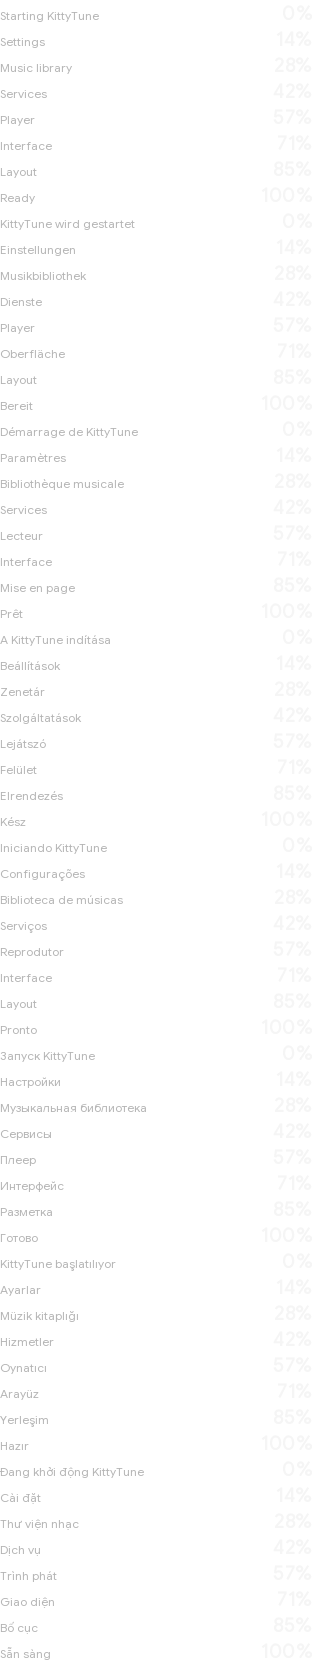 Starting KittyTune 0%
Settings 14%
Music library 28%
Services 42%
Player 57%
Interface 71%
Layout 85%
Ready 100%
KittyTune wird gestartet 0%
Einstellungen 14%
Musikbibliothek 28%
Dienste 42%
Player 57%
Oberfläche 71%
Layout 85%
Bereit 100%
Démarrage de KittyTune 0%
Paramètres 14%
Bibliothèque musicale 28%
Services 42%
Lecteur 57%
Interface 71%
Mise en page 85%
Prêt 100%
A KittyTune indítása 0%
Beállítások 14%
Zenetár 28%
Szolgáltatások 42%
Lejátszó 57%
Felület 71%
Elrendezés 85%
Kész 100%
Iniciando KittyTune 0%
Configurações 14%
Biblioteca de músicas 28%
Serviços 42%
Reprodutor 57%
Interface 71%
Layout 85%
Pronto 100%
Запуск KittyTune 0%
Настройки 14%
Музыкальная библиотека 28%
Сервисы 42%
Плеер 57%
Интерфейс 71%
Разметка 85%
Готово 100%
KittyTune başlatılıyor 0%
Ayarlar 14%
Müzik kitaplığı 28%
Hizmetler 42%
Oynatıcı 57%
Arayüz 71%
Yerleşim 85%
Hazır 100%
Đang khởi động KittyTune 0%
Cài đặt 14%
Thư viện nhạc 28%
Dịch vụ 42%
Trình phát 57%
Giao diện 71%
Bố cục 85%
Sẵn sàng 100%